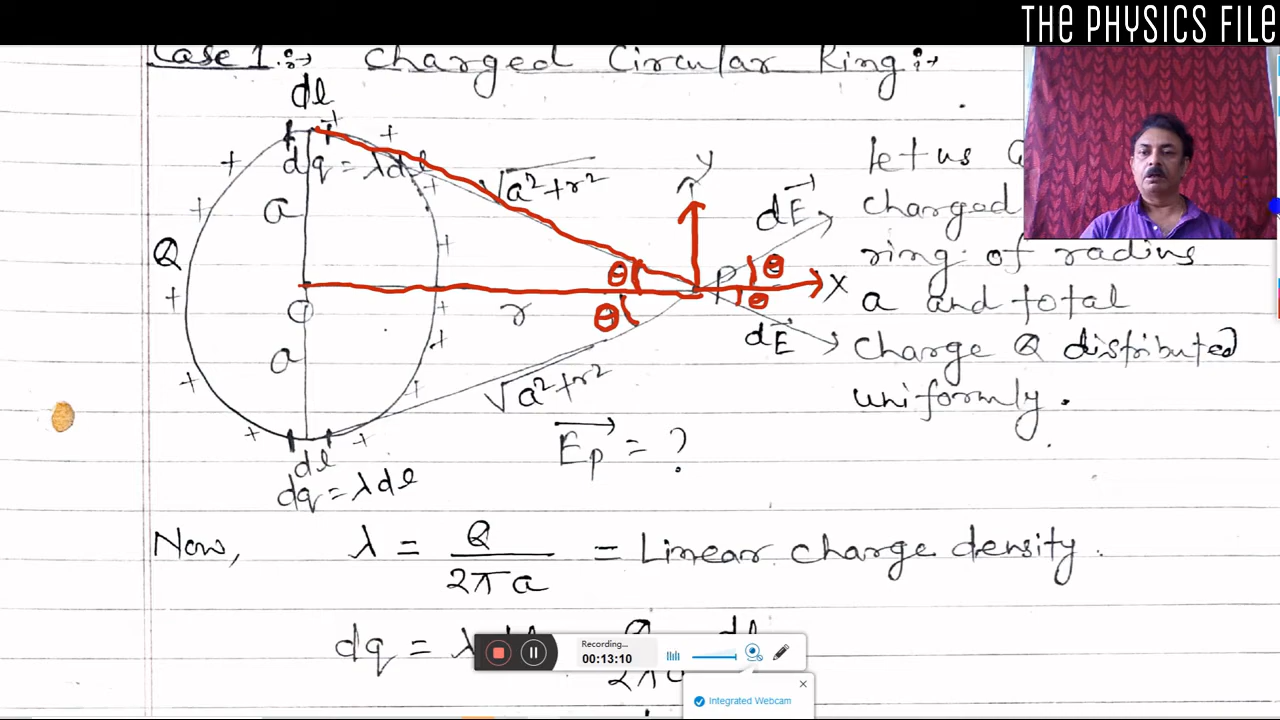 THE PHYSICS FILE
Case 1:- Charged Circular Ring:-
dl
dq = λdl
a
√a²+r²
y
dE
θ
θ
Q
θ
θ
P
X
O
r
a
dE
√a²+r²
Ep = ?
dl
dq = λdl
let us
charged
ring of radius
a and total
charge Q distributed
uniformly.
Now, λ = Q / 2πa = Linear charge density.
dq = λ
Recording...
00:13:10
Integrated Webcam